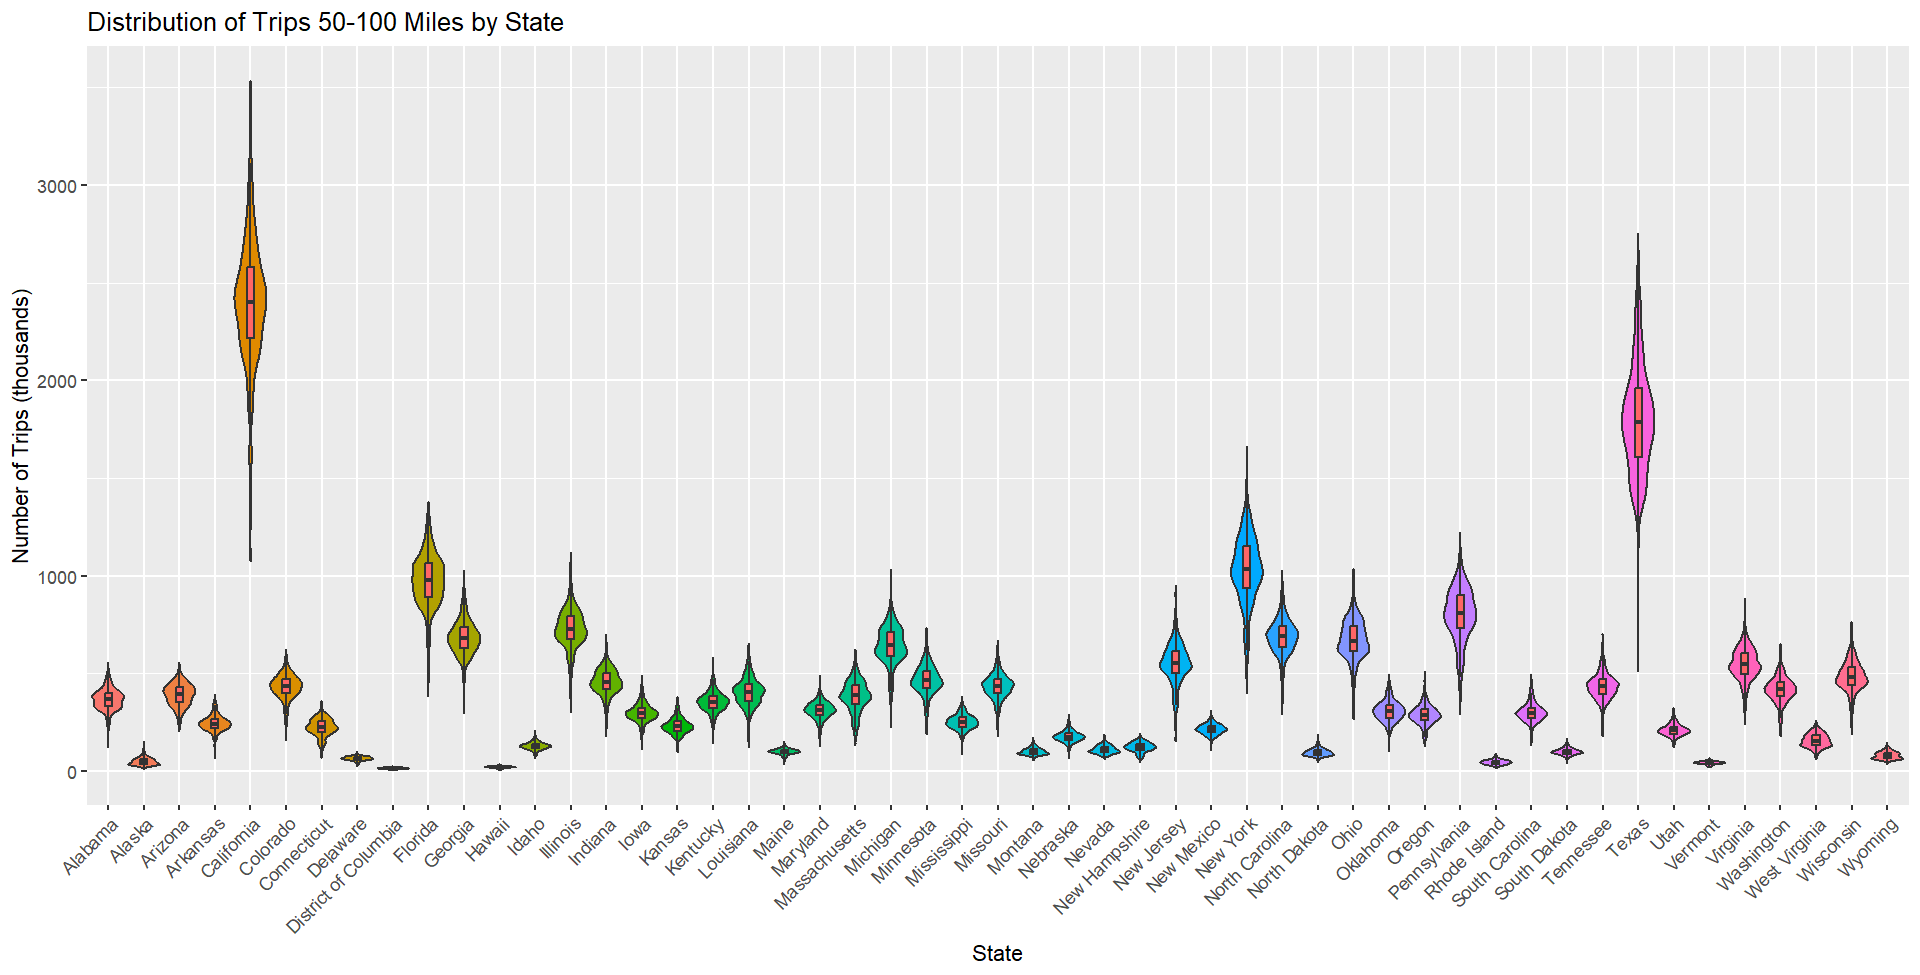 Distribution of Trips 50-100 Miles by State
Number of Trips (thousands)
3000
2000
1000
0
Alabama
Alaska
Arizona
Arkansas
California
Colorado
Connecticut
Delaware
District of Columbia
Florida
Georgia
Hawaii
Idaho
Illinois
Indiana
Iowa
Kansas
Kentucky
Louisiana
Maine
Maryland
Massachusetts
Michigan
Minnesota
Mississippi
Missouri
Montana
Nebraska
Nevada
New Hampshire
New Jersey
New Mexico
New York
North Carolina
North Dakota
Ohio
Oklahoma
Oregon
Pennsylvania
Rhode Island
South Carolina
South Dakota
Tennessee
Texas
Utah
Vermont
Virginia
Washington
West Virginia
Wisconsin
Wyoming
State